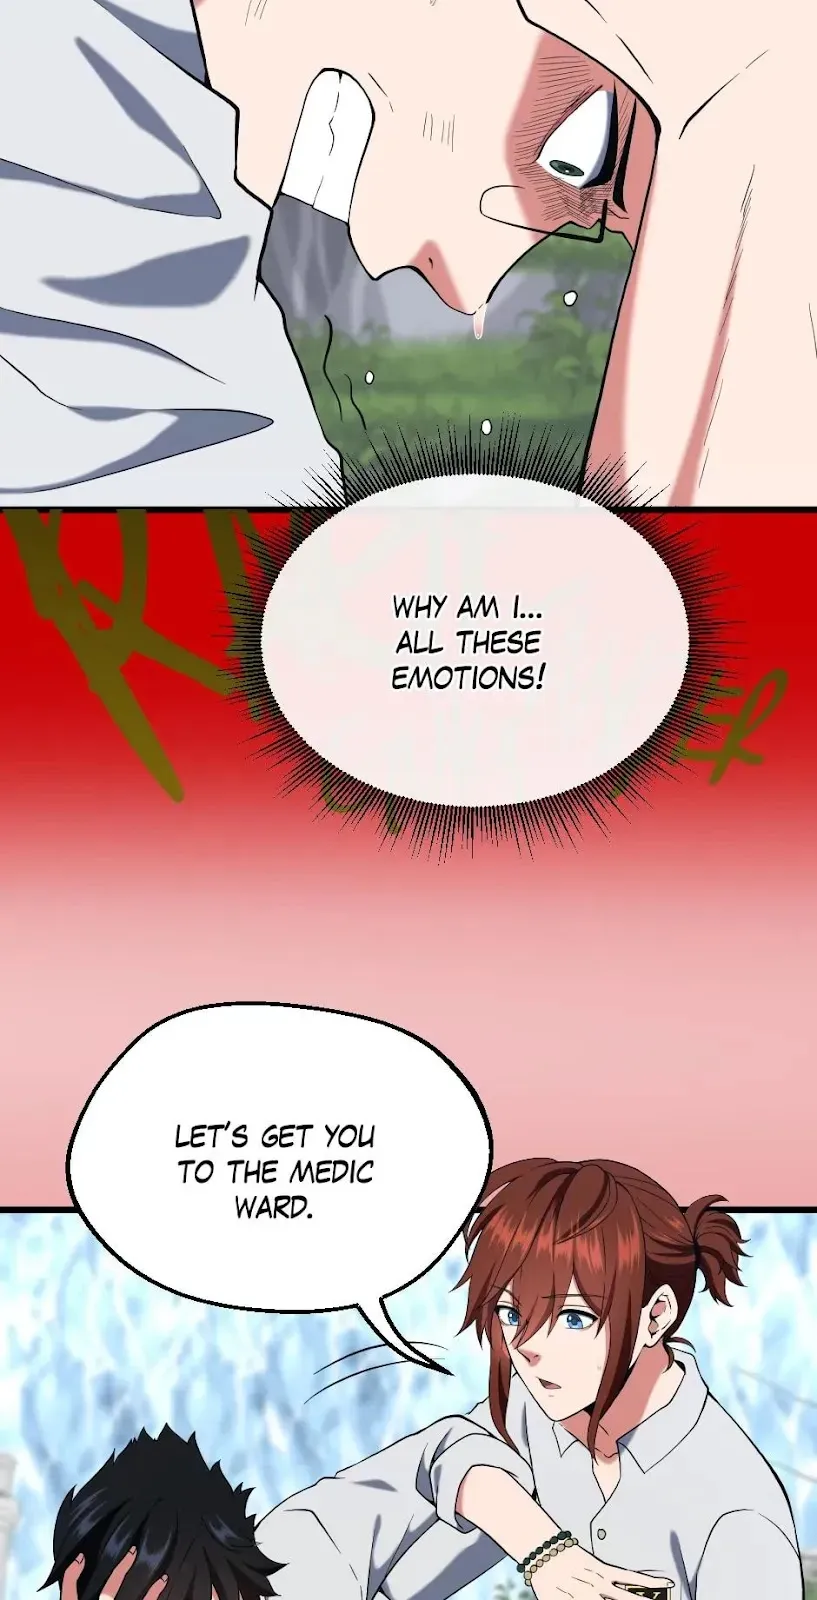 WHY AM I...
ALL THESE
EMOTIONS!
LET'S GET YOU
TO THE MEDIC
WARD.